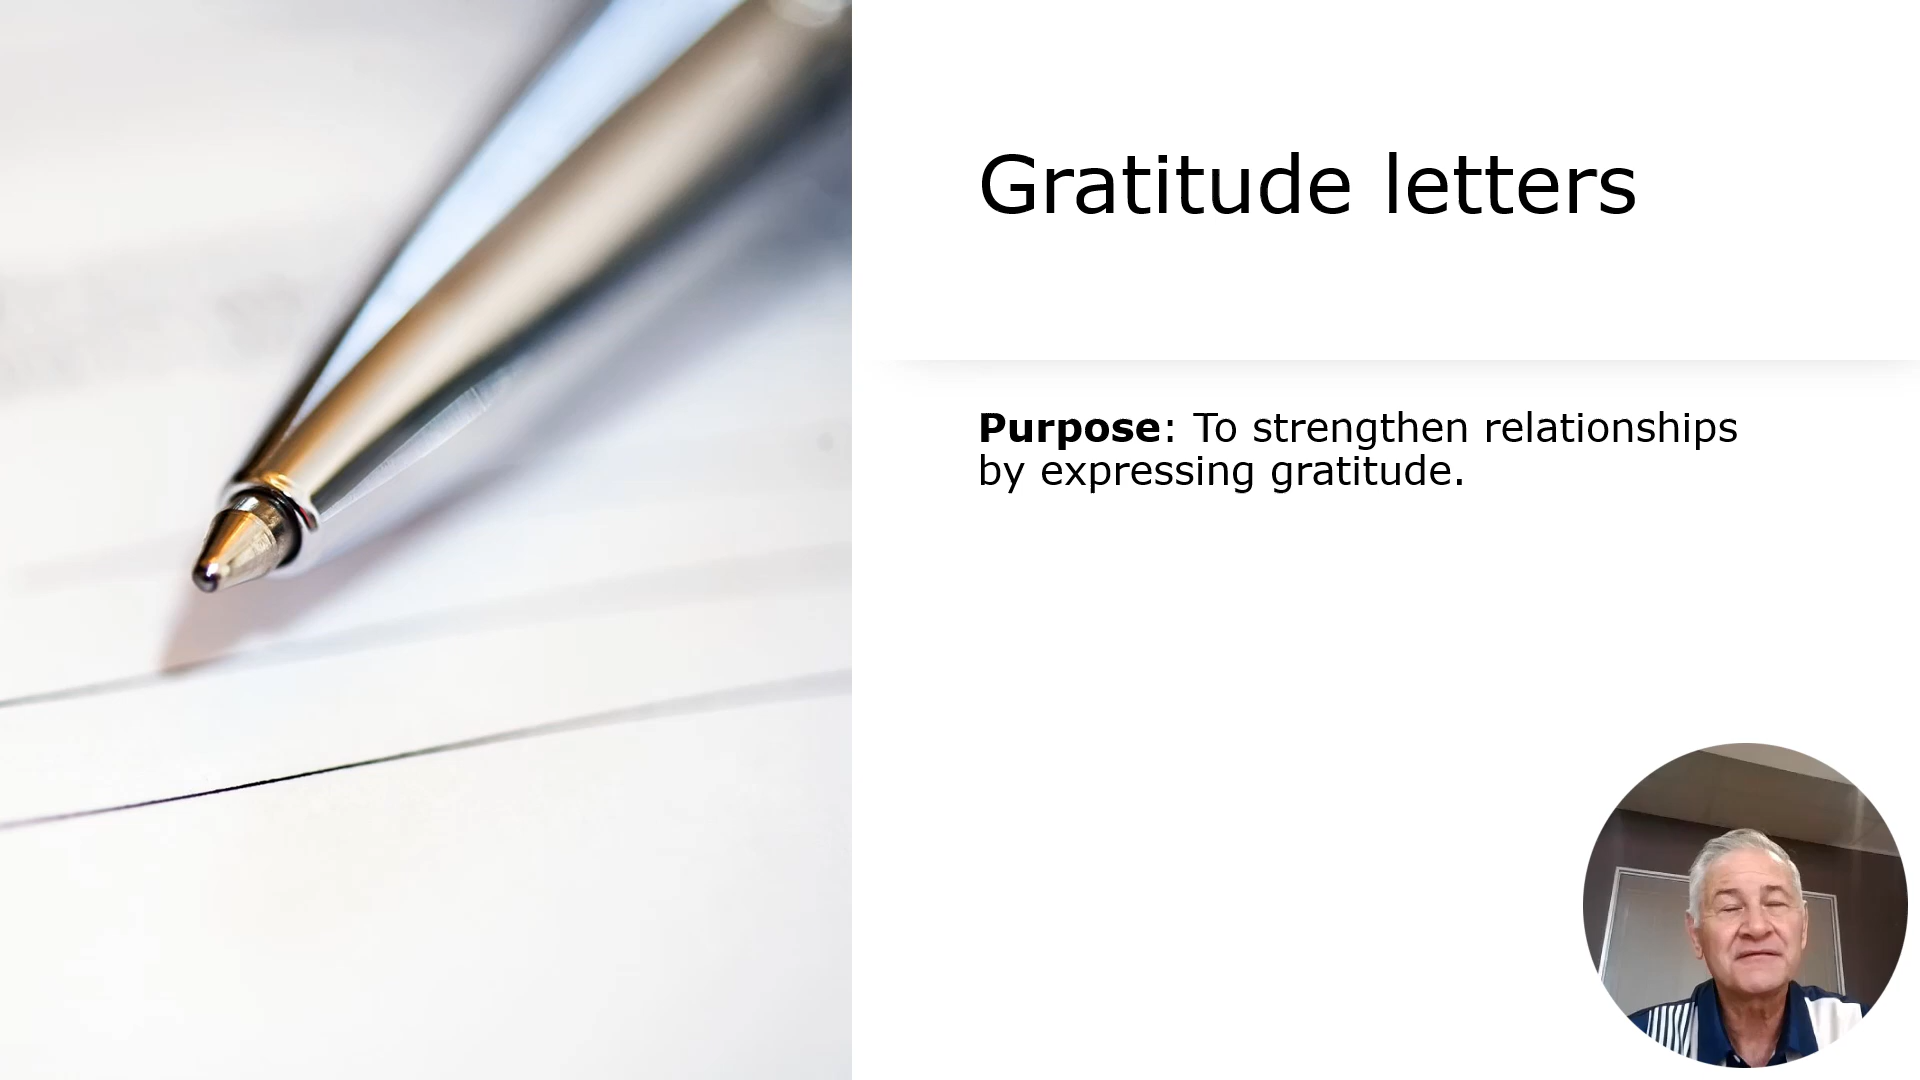 Gratitude letters
Purpose: To strengthen relationships
by expressing gratitude.